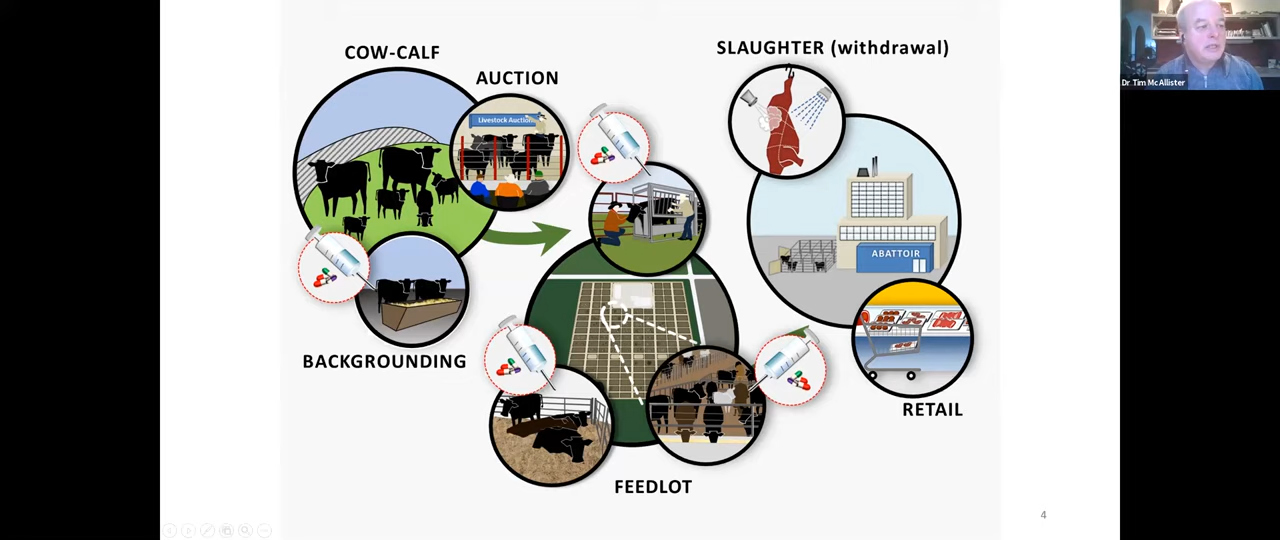 COW-CALF
AUCTION
Livestock Auction
SLAUGHTER (withdrawal)
ABATTOIR
BACKGROUNDING
RETAIL
FEEDLOT
4
Dr Tim McAllister